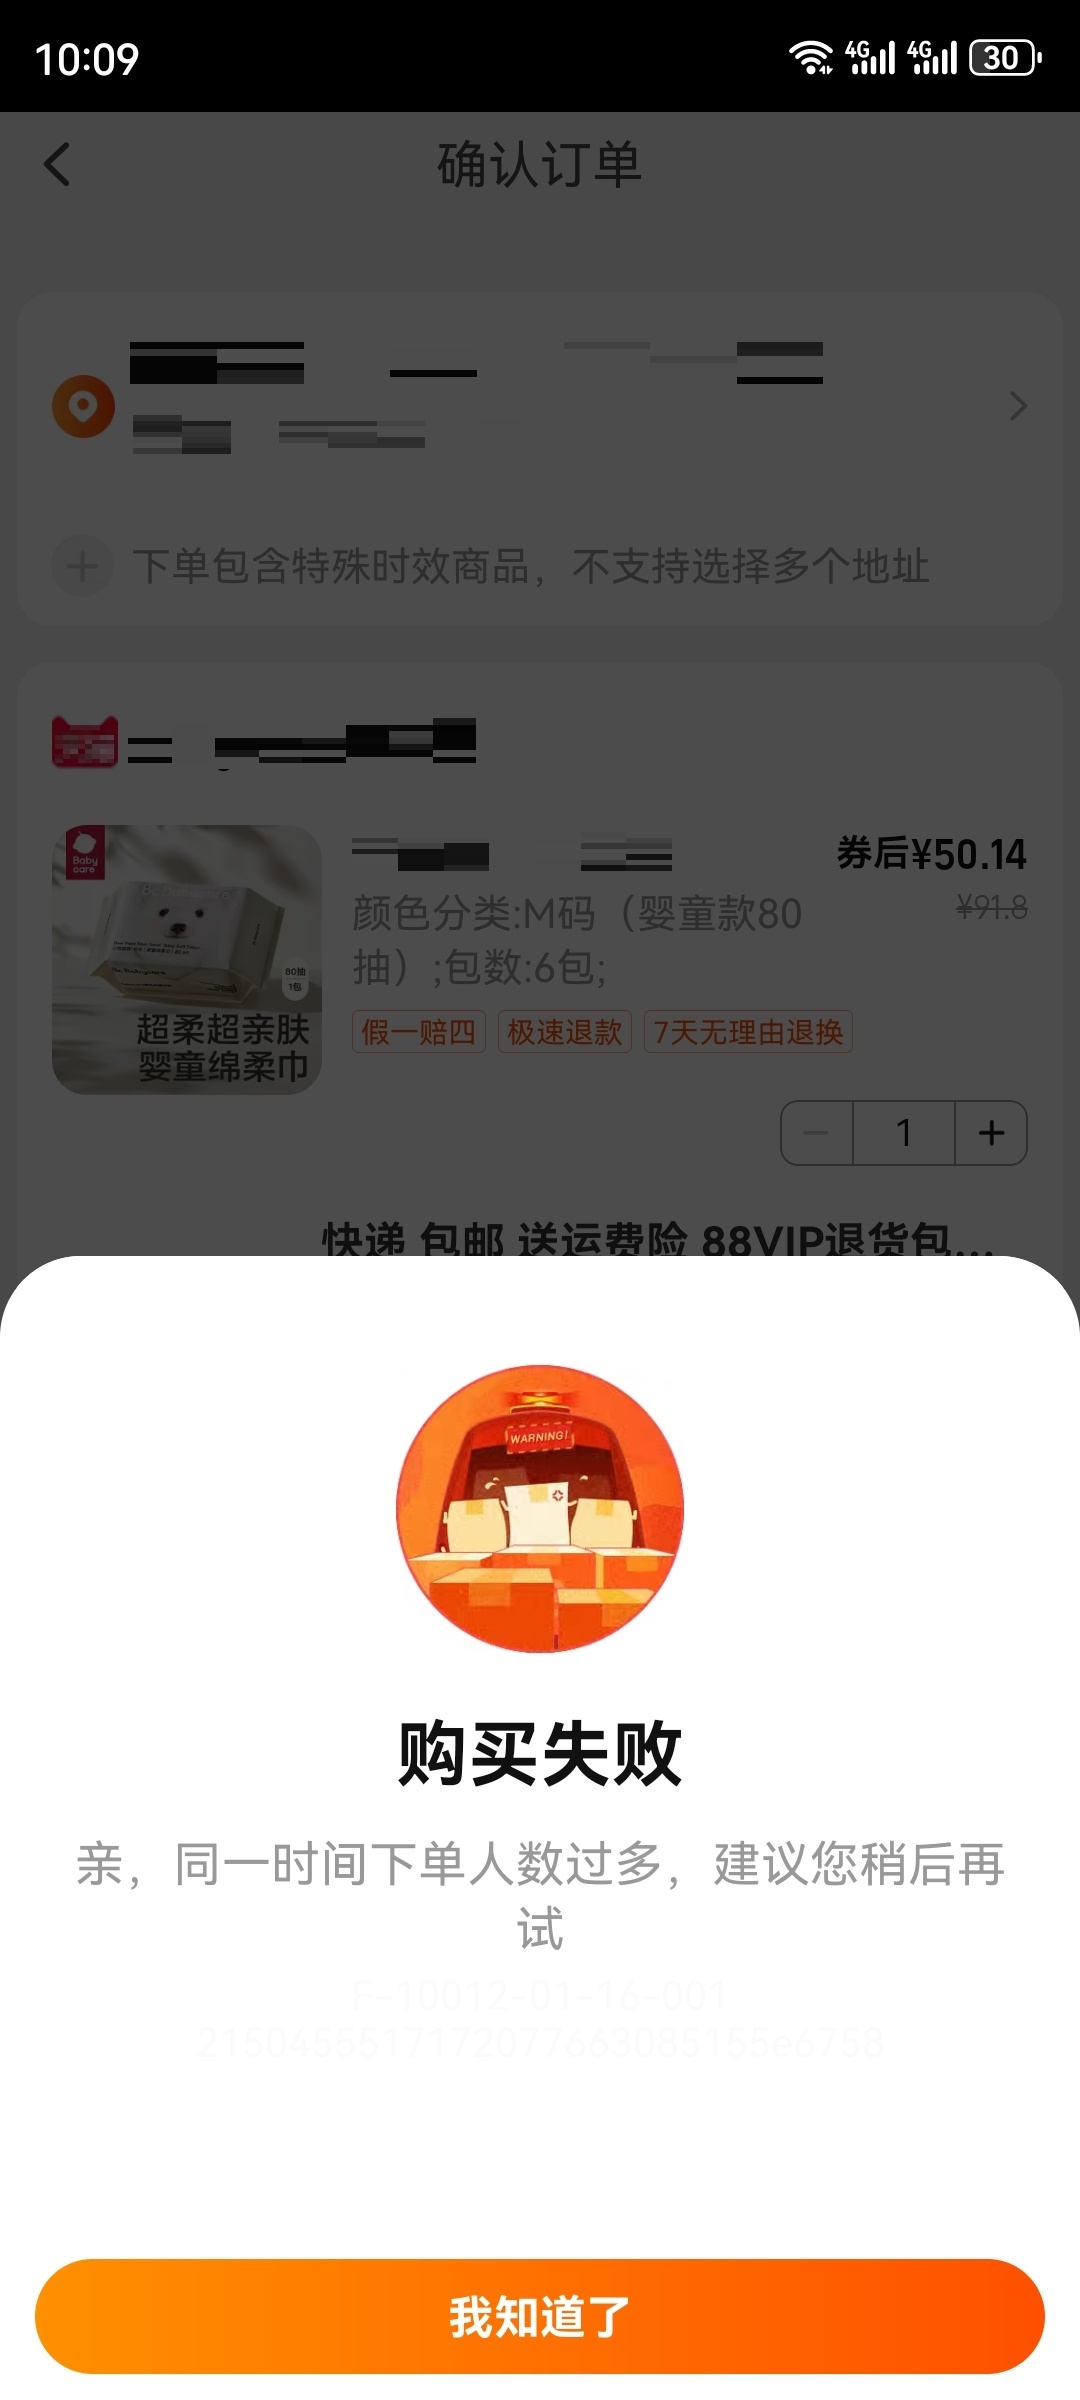 10:09
4G
4G
30
确认订单
下单包含特殊时效商品，不支持选择多个地址
券后¥50.14
¥91.8
颜色分类:M码（婴童款80
抽）;包数:6包;
假一赔四 极速退款 7天无理由退换
Baby
care
80抽
1包
超柔超亲肤
婴童绵柔巾
1
快递 包邮 送运费险 88VIP退货包...
WARNING!
购买失败
亲，同一时间下单人数过多，建议您稍后再
试
F-10012-01-16-001
2150455517172077663085155e6758
我知道了